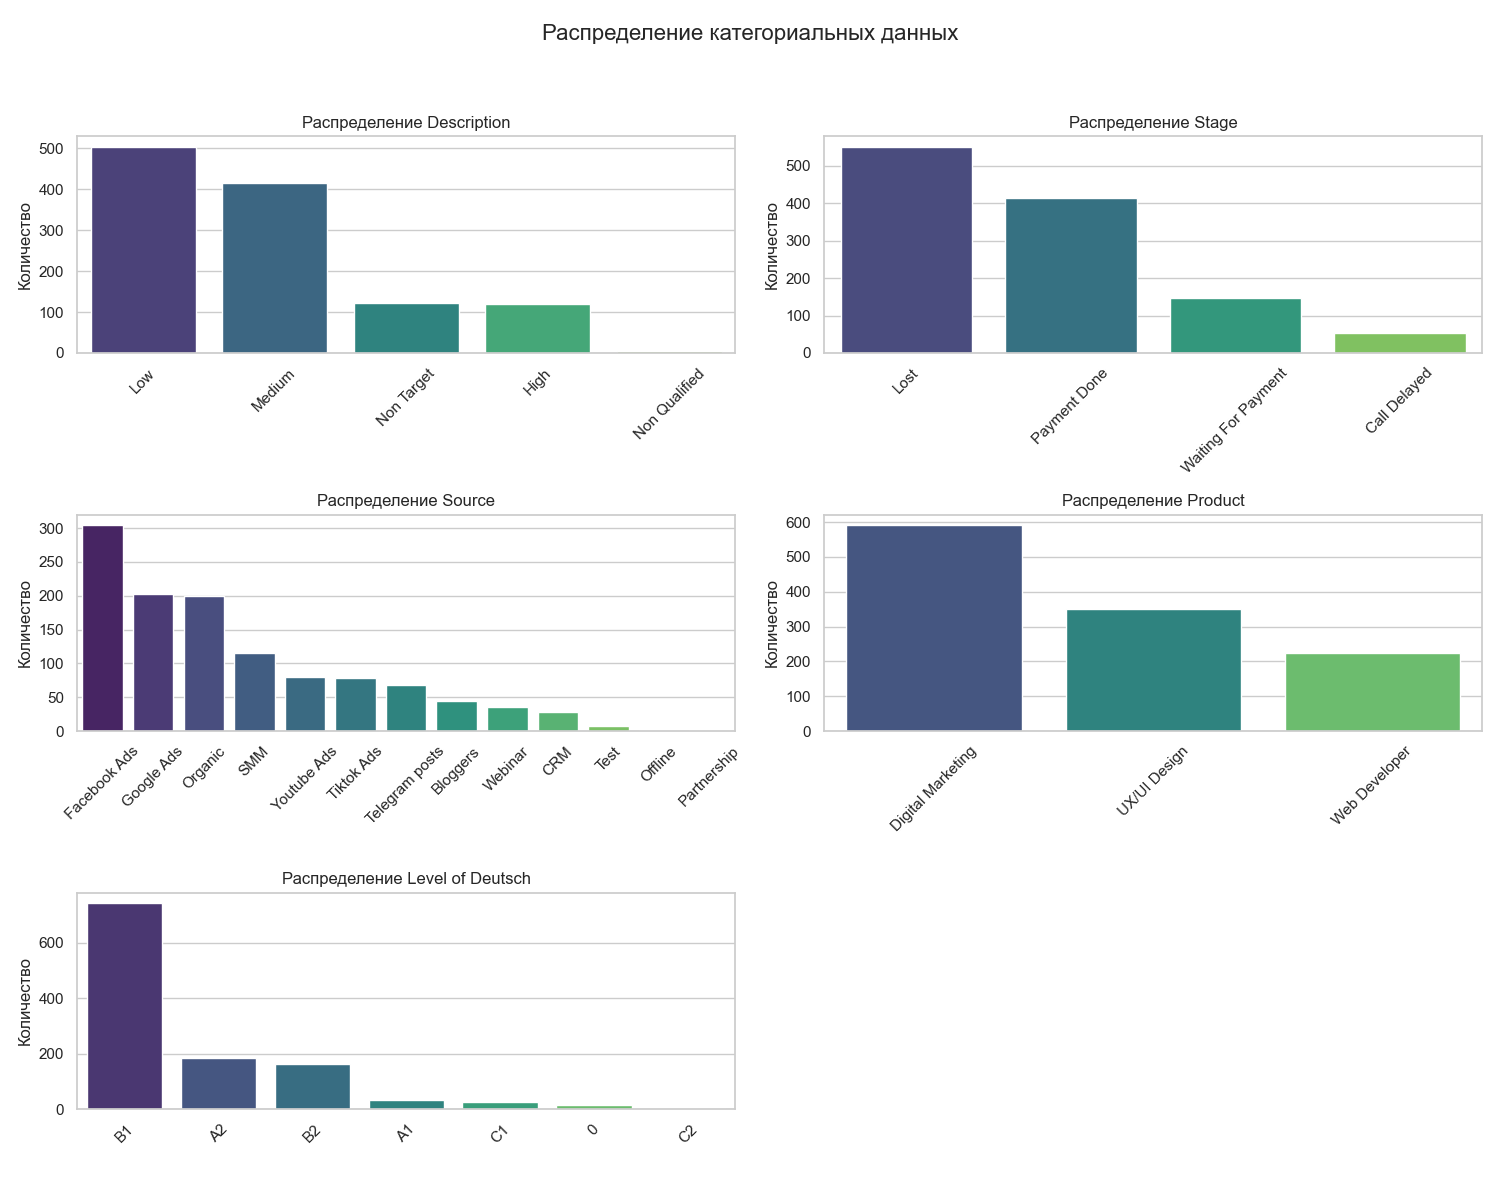 Распределение категориальных данных
Распределение Description
Количество
500
400
300
200
100
0
Low
Medium
Non Target
High
Non Qualified
Распределение Stage
Количество
500
400
300
200
100
0
Lost
Payment Done
Waiting For Payment
Call Delayed
Распределение Source
Количество
300
250
200
150
100
50
0
Facebook Ads
Google Ads
Organic
SMM
Youtube Ads
Tiktok Ads
Telegram posts
Bloggers
Webinar
CRM
Test
Offline
Partnership
Распределение Product
Количество
600
500
400
300
200
100
0
Digital Marketing
UX/UI Design
Web Developer
Распределение Level of Deutsch
Количество
600
400
200
0
B1
A2
B2
A1
C1
0
C2